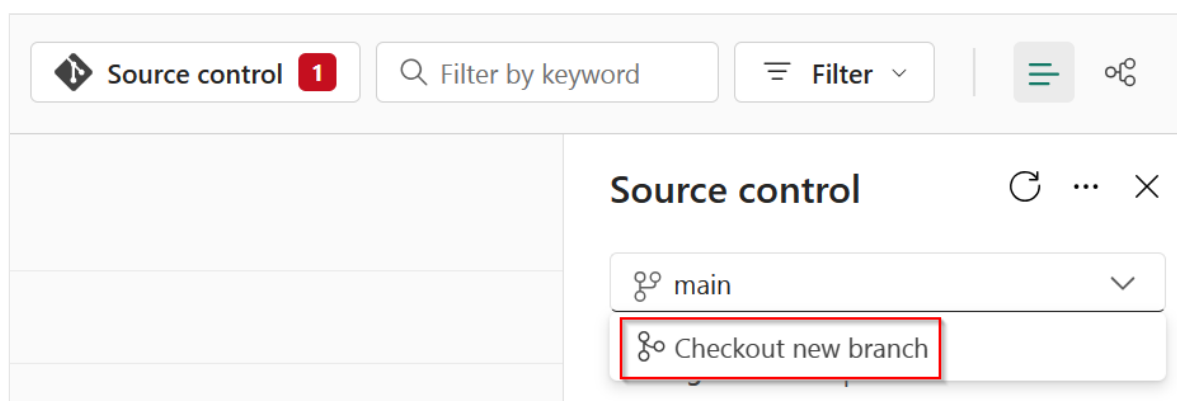 Source control 1
Filter by keyword
Filter
Source control
main
Checkout new branch